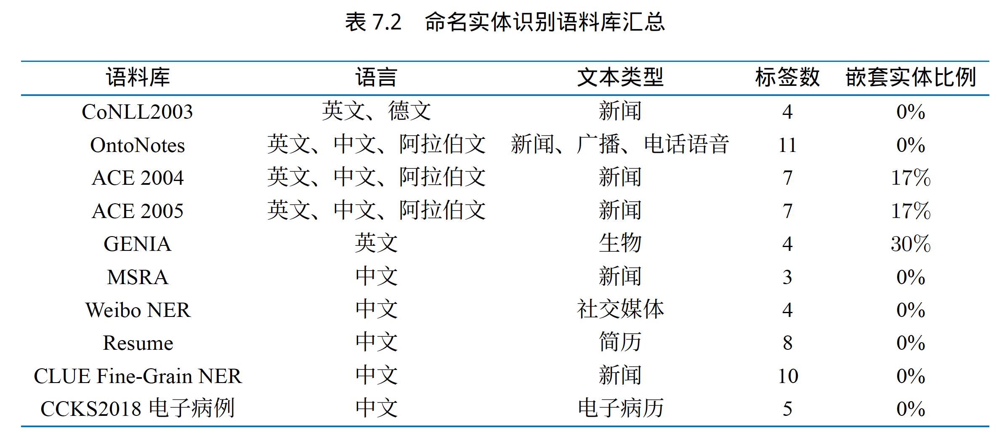 表 7.2 命名实体识别语料库汇总
语料库 语言 文本类型 标签数 嵌套实体比例
CoNLL2003 英文、德文 新闻 4 0%
OntoNotes 英文、中文、阿拉伯文 新闻、广播、电话语音 11 0%
ACE 2004 英文、中文、阿拉伯文 新闻 7 17%
ACE 2005 英文、中文、阿拉伯文 新闻 7 17%
GENIA 英文 生物 4 30%
MSRA 中文 新闻 3 0%
Weibo NER 中文 社交媒体 4 0%
Resume 中文 简历 8 0%
CLUE Fine-Grain NER 中文 新闻 10 0%
CCKS2018 电子病例 中文 电子病历 5 0%